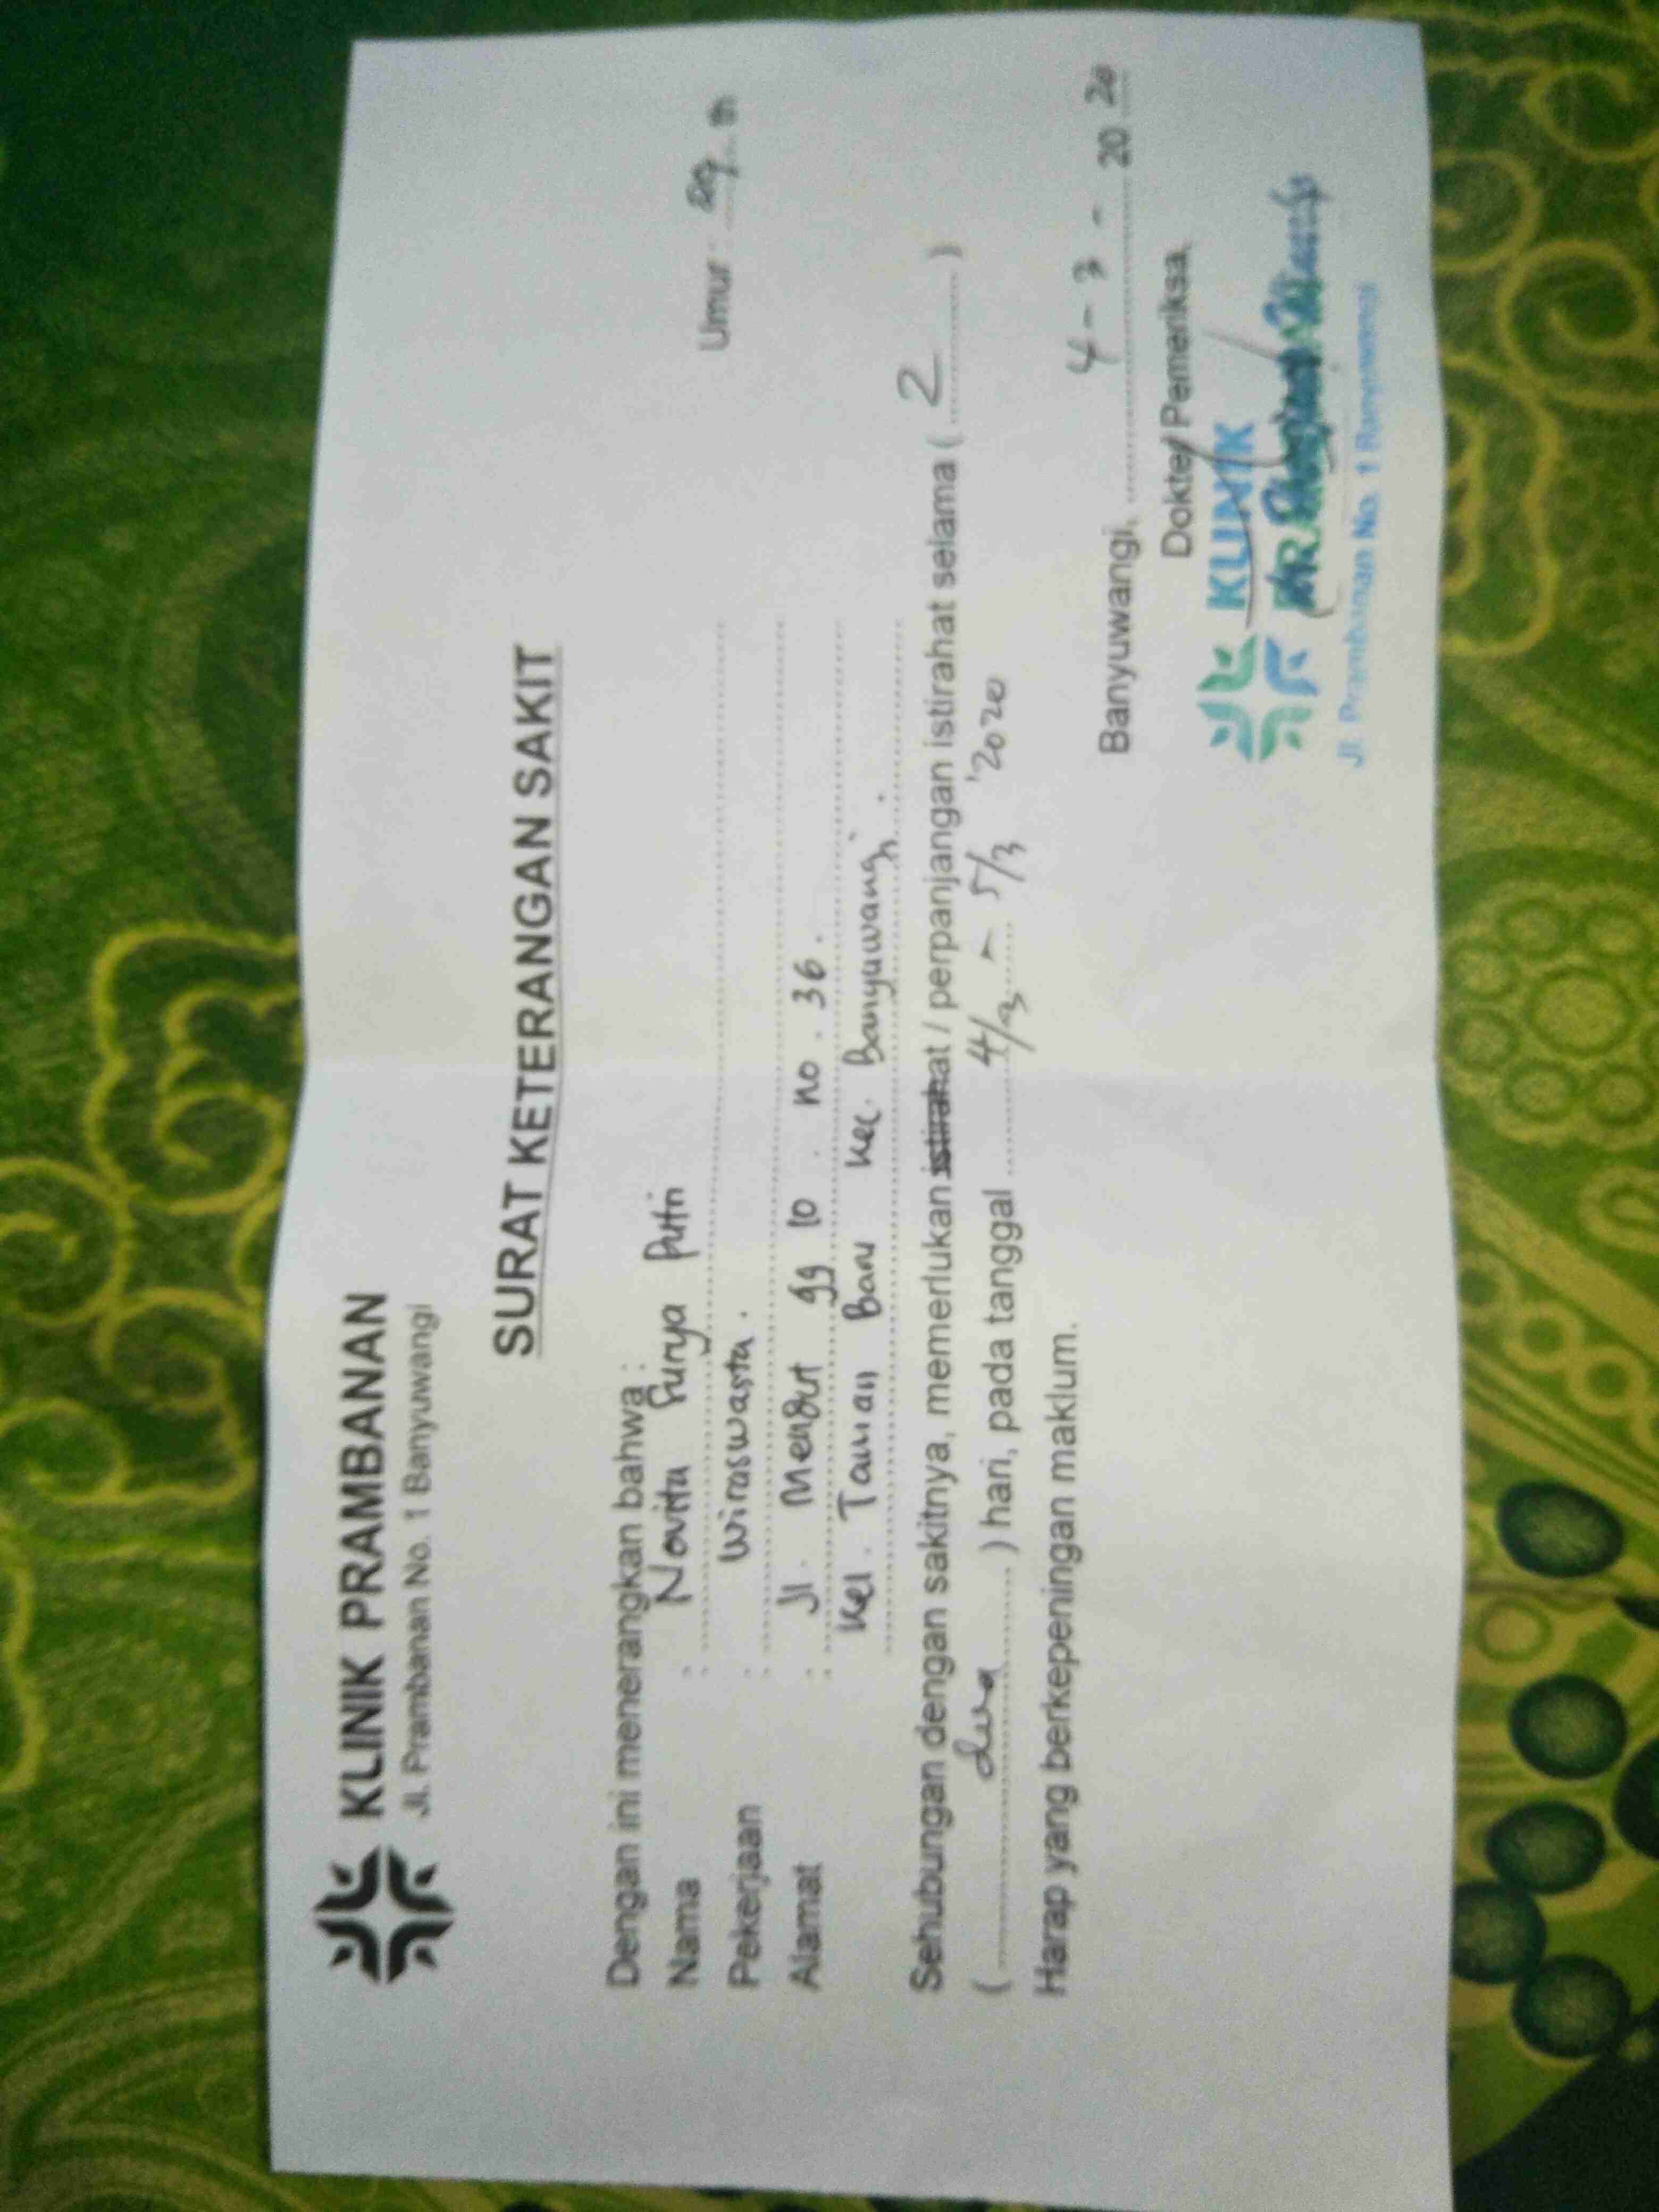 KLINIK PRAMBANAN
Jl. Prambanan No. 1 Banyuwangi
SURAT KETERANGAN SAKIT
Dengan ini menerangkan bahwa :
Nama : Novita Surya Putri Umur : th
Pekerjaan : Wiraswasta.
Alamat : Jl. Mendut gg 10 . no . 36 .
Kel. Taman Baru Kec. Banyuwangi.
Sehubungan dengan sakitnya, memerlukan istirahat / perpanjangan istirahat selama ( 2 )
( dua ) hari, pada tanggal 4/3 - 5/3 '2020
Harap yang berkepeningan maklum.
Banyuwangi, 4 - 3 - 20 20
Dokter/ Pemeriksa,
KLINIK
PRAMBANAN
Jl. Prambanan No. 1 Banyuwangi